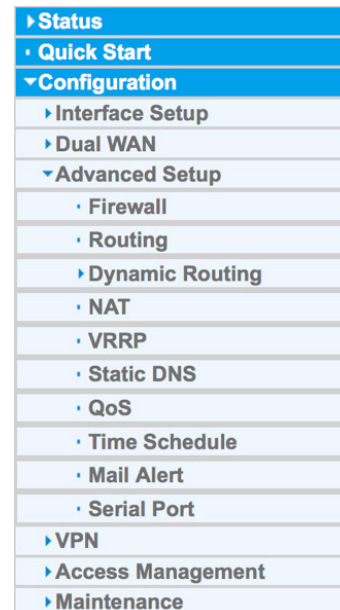 Status
Quick Start
Configuration
Interface Setup
Dual WAN
Advanced Setup
Firewall
Routing
Dynamic Routing
NAT
VRRP
Static DNS
QoS
Time Schedule
Mail Alert
Serial Port
VPN
Access Management
Maintenance